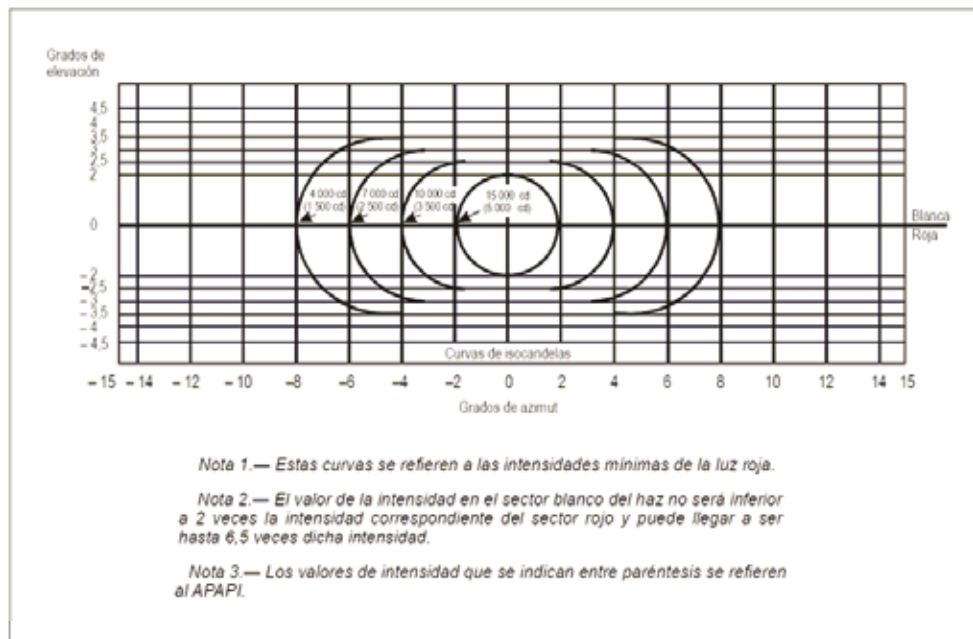 Grados de
elevación
4,5
4
3,5
3
2,5
2
4 000 cd 7 000 cd 10 000 cd 15 000 cd
(1 500 cd) (2 500 cd) (3 500 cd) (5 000 cd)
0
Blanca
Roja
– 2
– 2,5
– 3
– 3,5
– 4
– 4,5
Curvas de isocandelas
– 15 – 14 – 12 – 10 –8 –6 –4 –2 0 2 4 6 8 10 12 14 15
Grados de azimut
Nota 1.— Estas curvas se refieren a las intensidades mínimas de la luz roja.
Nota 2.— El valor de la intensidad en el sector blanco del haz no será inferior
a 2 veces la intensidad correspondiente del sector rojo y puede llegar a ser
hasta 6,5 veces dicha intensidad.
Nota 3.— Los valores de intensidad que se indican entre paréntesis se refieren
al APAPI.